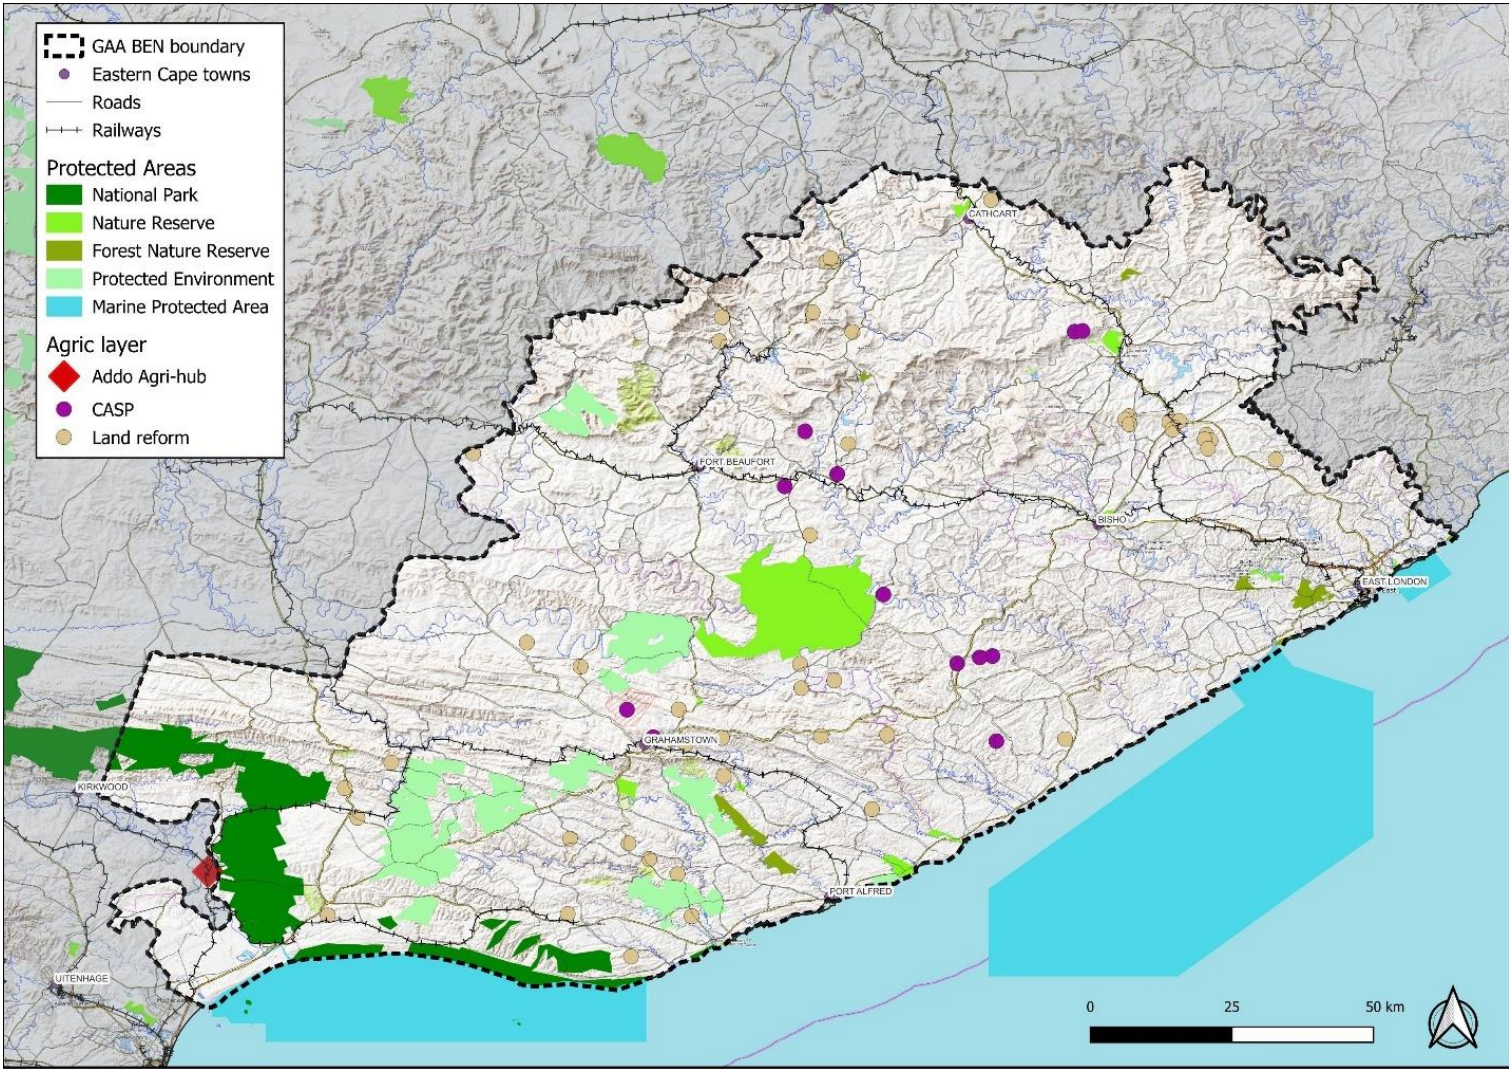 GAA BEN boundary
Eastern Cape towns
Roads
Railways
Protected Areas
National Park
Nature Reserve
Forest Nature Reserve
Protected Environment
Marine Protected Area
Agric layer
Addo Agri-hub
CASP
Land reform
CATHCART
FORT BEAUFORT
BISHO
EAST LONDON
East
GRAHAMSTOWN
KIRKWOOD
PORT ALFRED
UITENHAGE
0 25 50 km